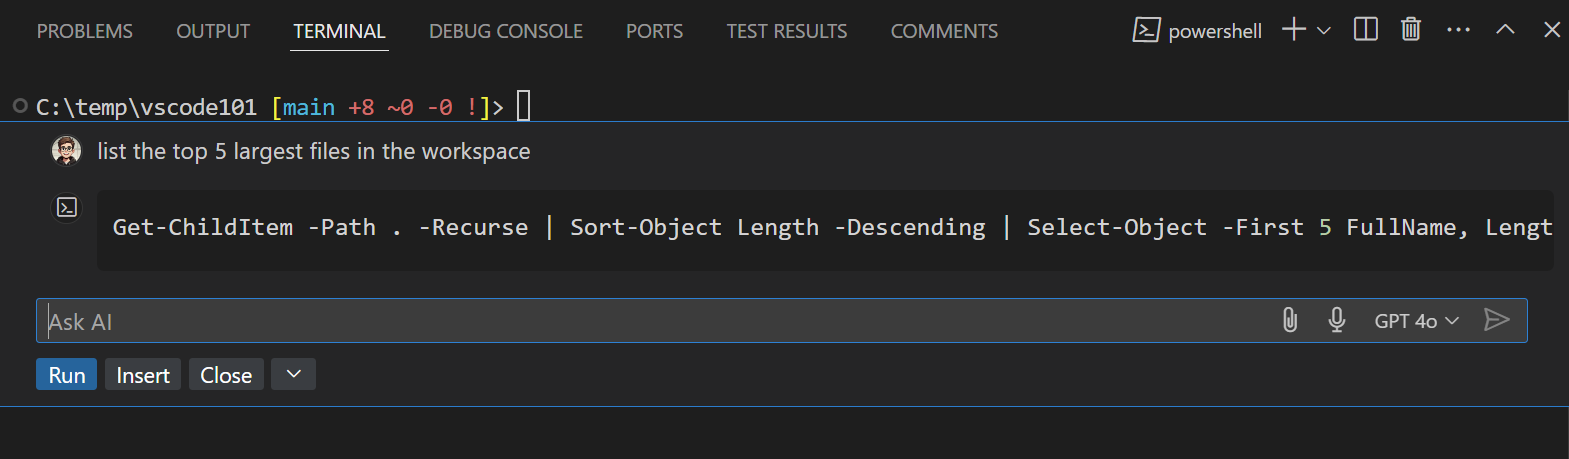 PROBLEMS OUTPUT TERMINAL DEBUG CONSOLE PORTS TEST RESULTS COMMENTS powershell
C:\temp\vscode101 [main +8 ~0 -0 !]>
list the top 5 largest files in the workspace
Get-ChildItem -Path . -Recurse | Sort-Object Length -Descending | Select-Object -First 5 FullName, Lengt
Ask AI GPT 4o
Run Insert Close